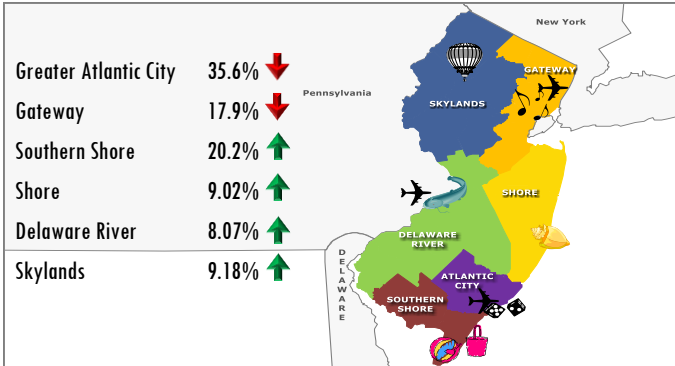 Greater Atlantic City 35.6%
Gateway 17.9%
Southern Shore 20.2%
Shore 9.02%
Delaware River 8.07%
Skylands 9.18%
New York
Pennsylvania
GATEWAY
SKYLANDS
SHORE
DELAWARE
RIVER
ATLANTIC
CITY
SOUTHERN
SHORE
DELAWARE